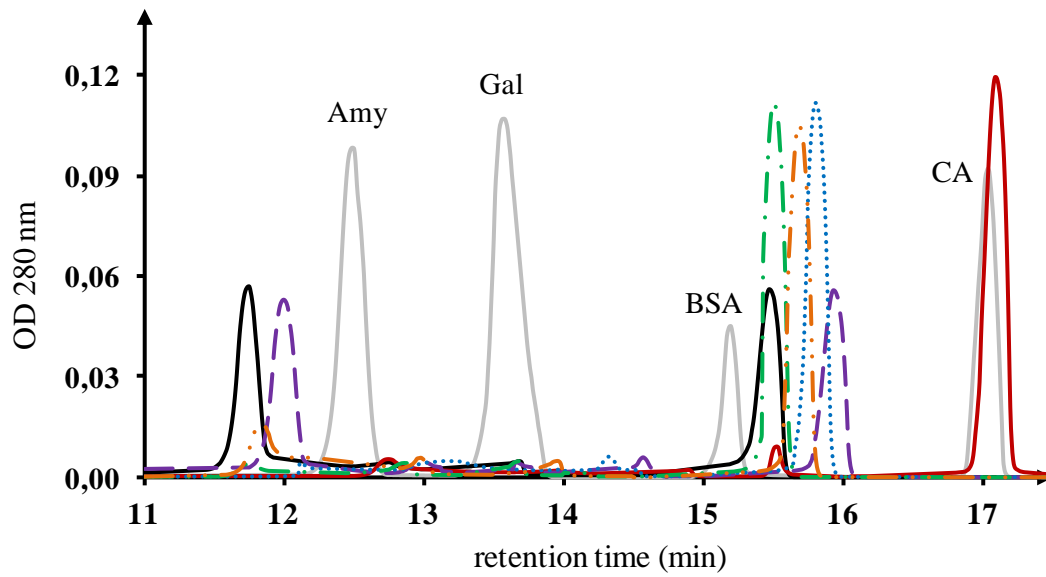 0,12
0,09
0,06
0,03
0,00
OD 280 nm
Amy
Gal
BSA
CA
11 12 13 14 15 16 17
retention time (min)